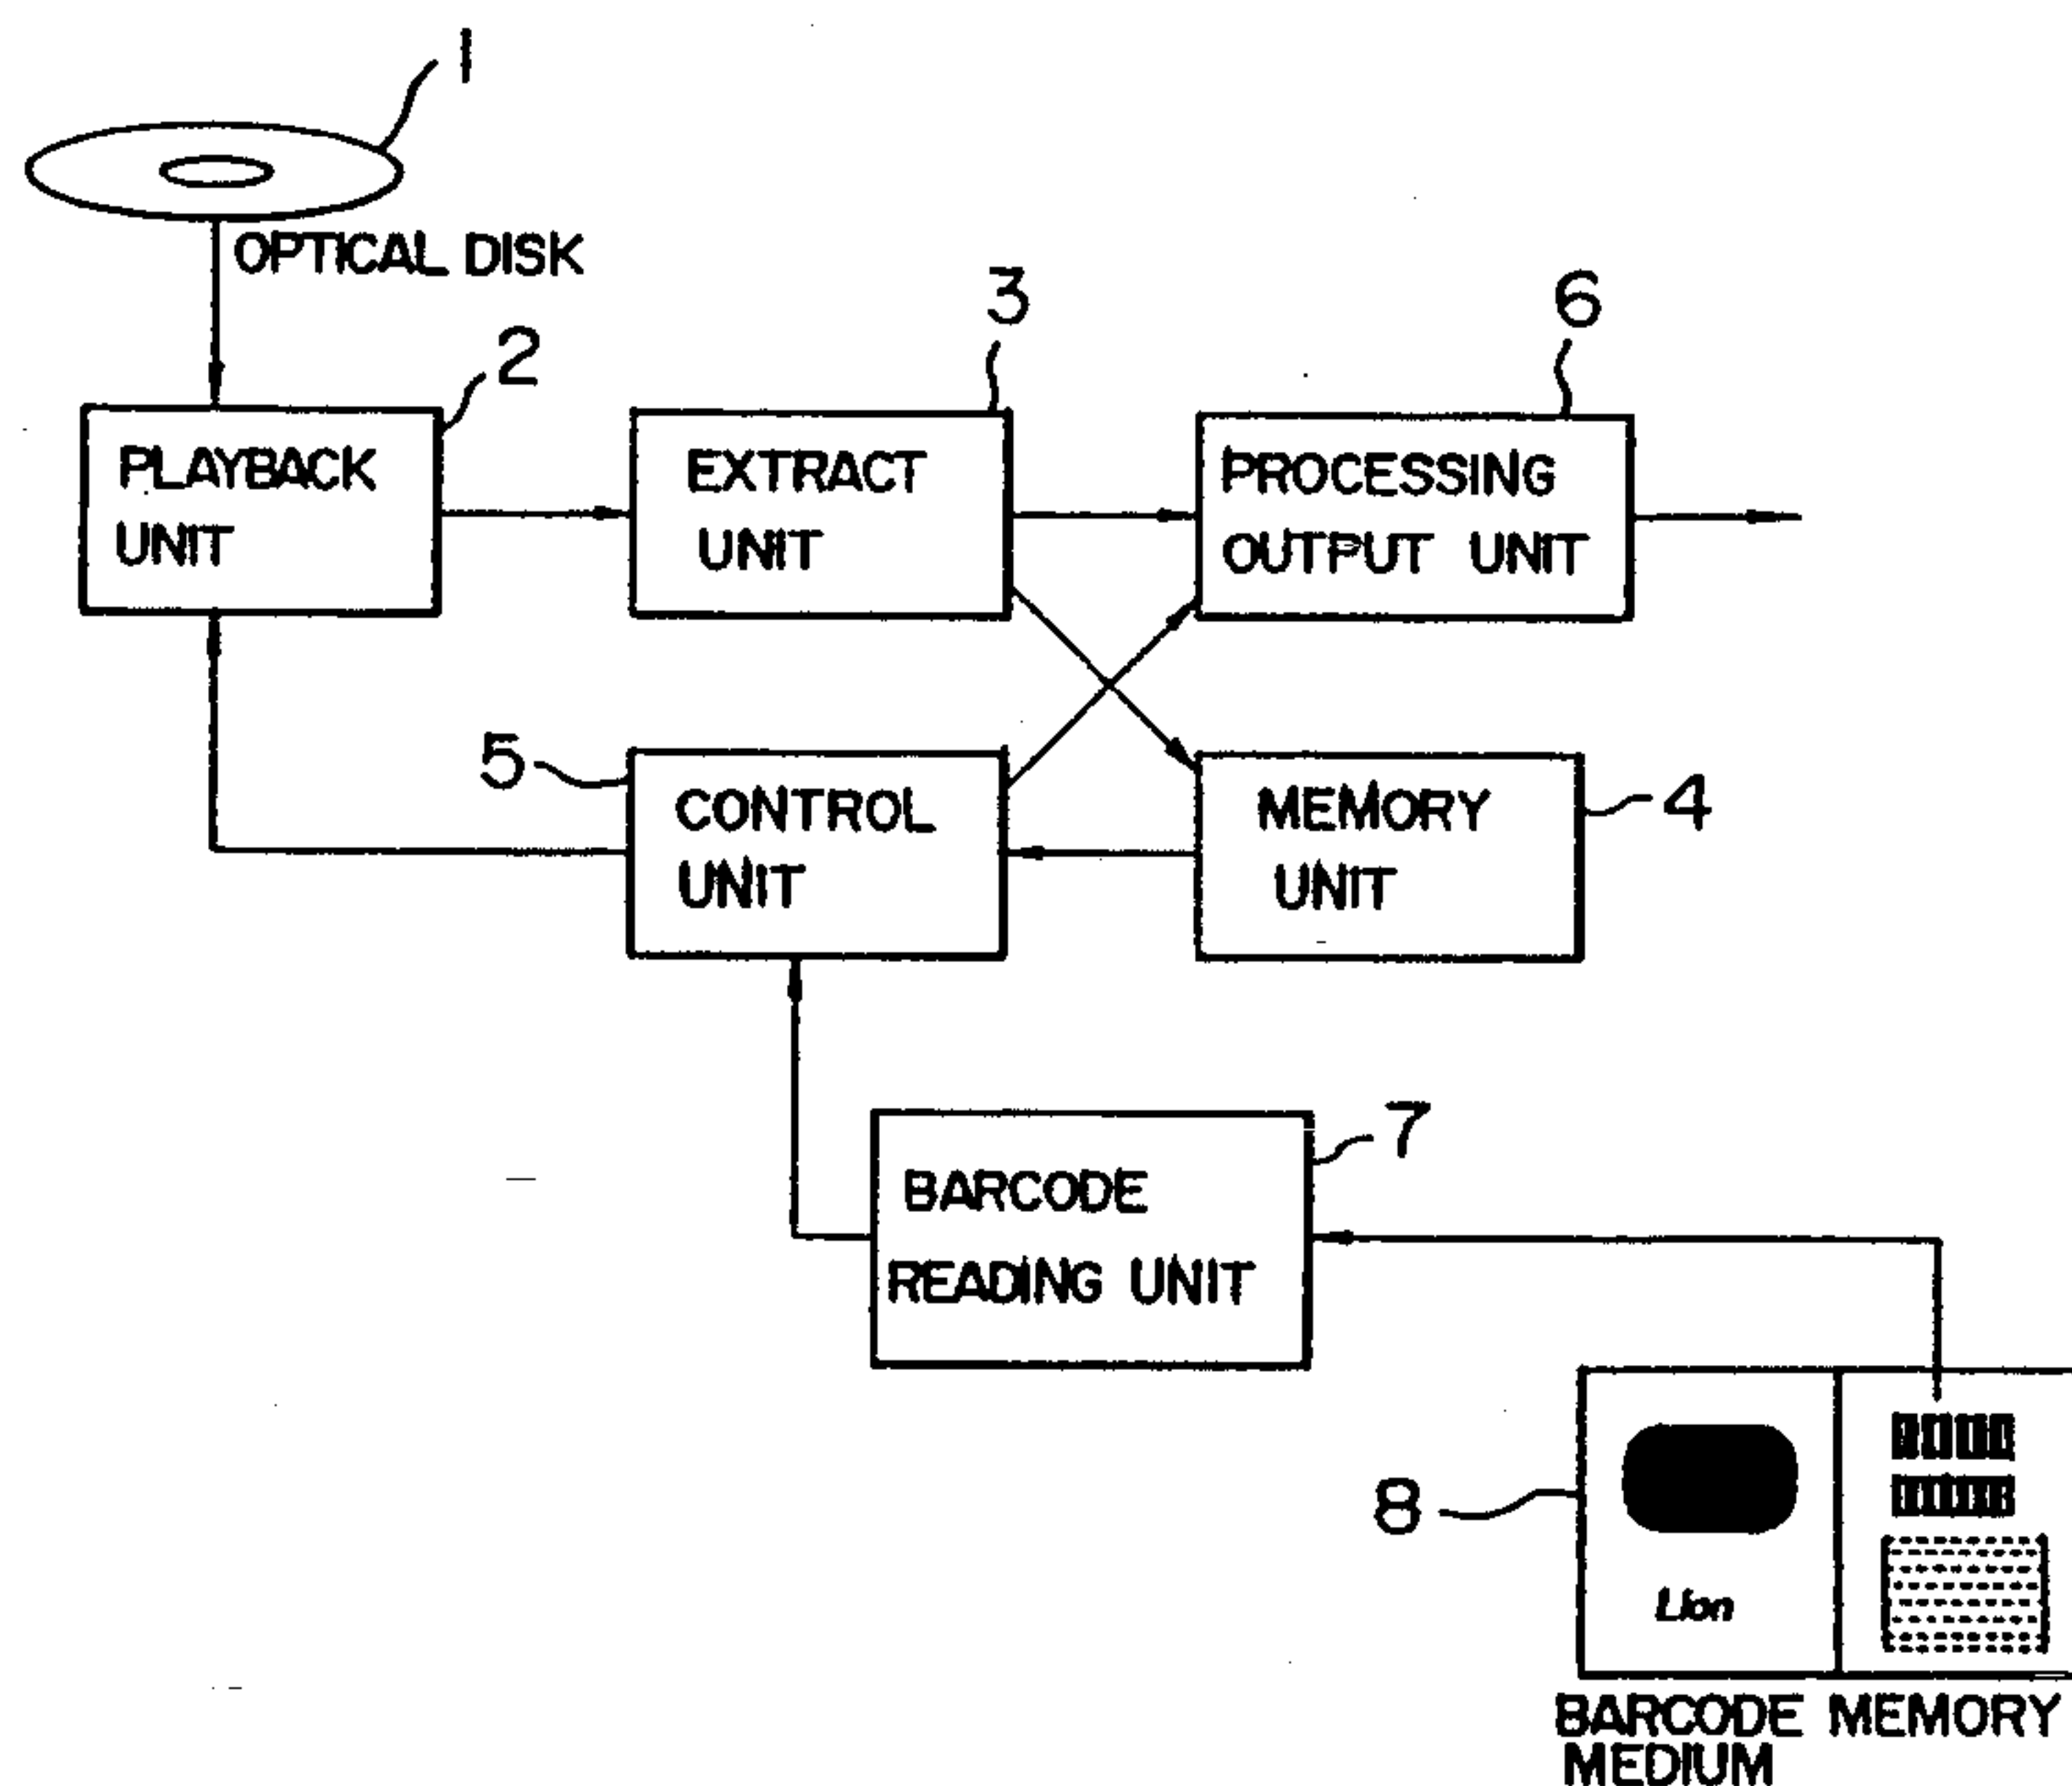 1
OPTICAL DISK
2
3
6
PLAYBACK
UNIT
EXTRACT
UNIT
PROCESSING
OUTPUT UNIT
5
CONTROL
UNIT
MEMORY
UNIT
4
7
BARCODE
READING UNIT
8
Lion
BARCODE MEMORY
MEDIUM